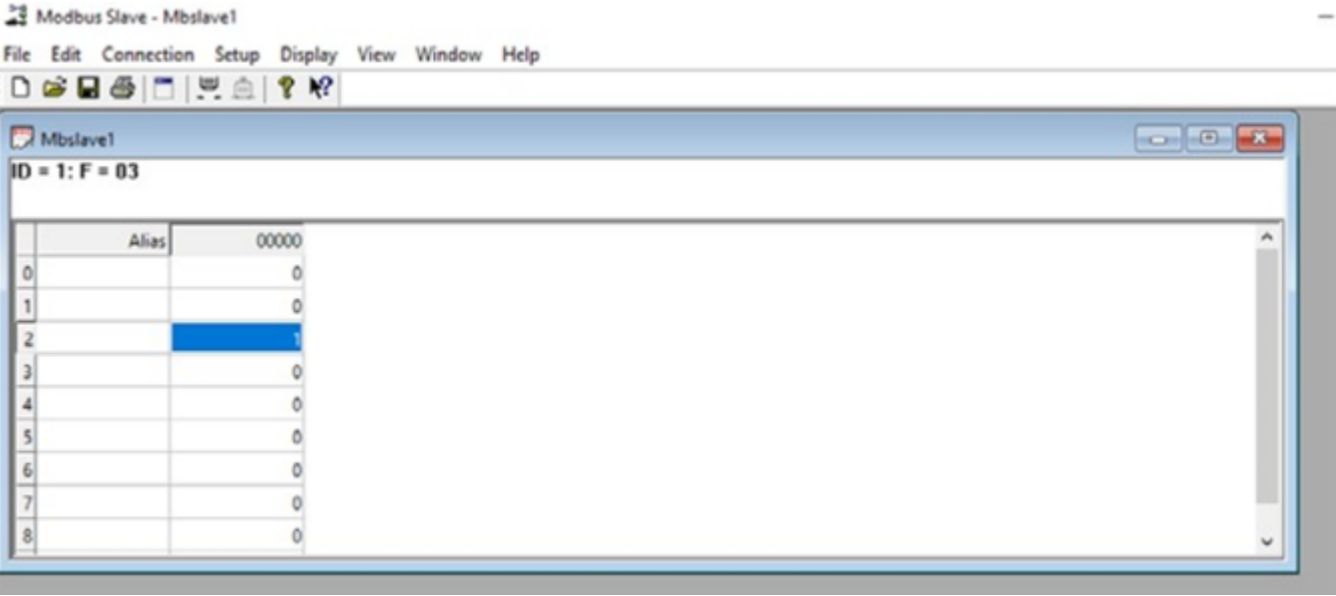 Modbus Slave - Mbslave1
File Edit Connection Setup Display View Window Help
Mbslave1
ID = 1: F = 03
Alias 00000
0 0
1 0
2 1
3 0
4 0
5 0
6 0
7 0
8 0